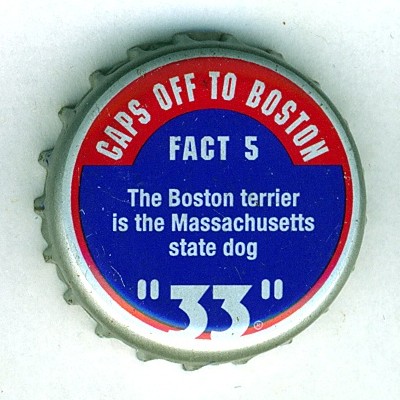 CAPS OFF TO BOSTON
FACT 5
The Boston terrier
is the Massachusetts
state dog
"33"®